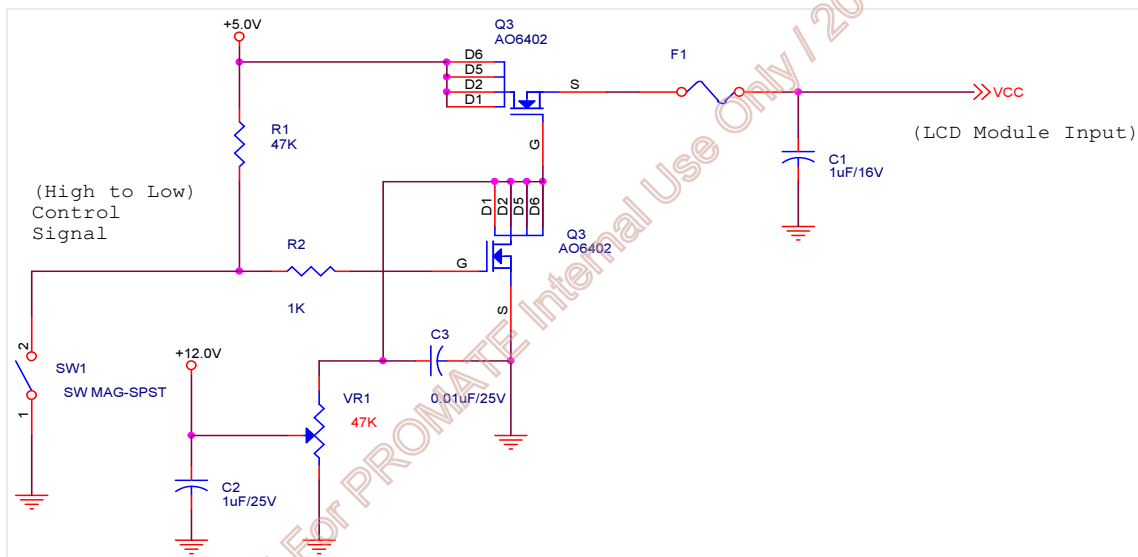 +5.0V
Q3
AO6402
D6
D5
D2
D1
S
G
F1
VCC
(LCD Module Input)
R1
47K
C1
1uF/16V
(High to Low)
Control
Signal
D1
D2
D5
D6
Q3
AO6402
R2
G
1K
S
2
SW1
SW MAG-SPST
1
+12.0V
C3
0.01uF/25V
VR1
47K
C2
1uF/25V
For PROMATE Internal Use Only / 20